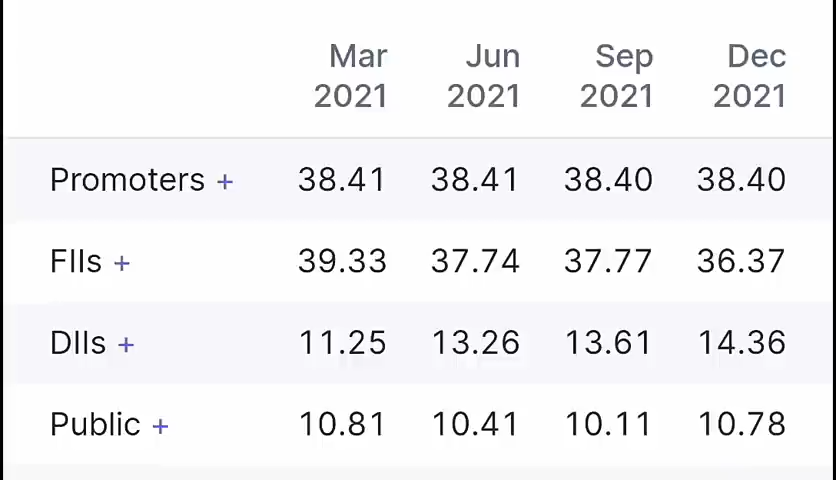 Mar Jun Sep Dec
2021 2021 2021 2021
Promoters + 38.41 38.41 38.40 38.40
FIIs + 39.33 37.74 37.77 36.37
DIIs + 11.25 13.26 13.61 14.36
Public + 10.81 10.41 10.11 10.78